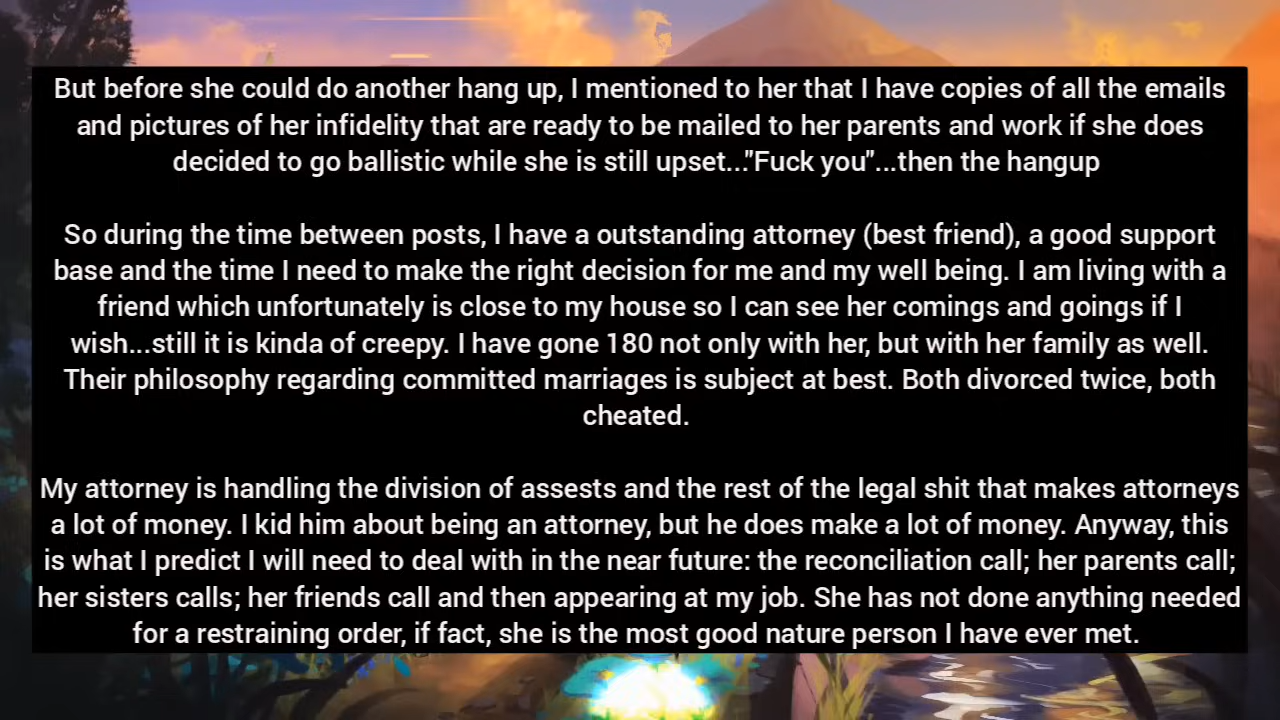 But before she could do another hang up, I mentioned to her that I have copies of all the emails
and pictures of her infidelity that are ready to be mailed to her parents and work if she does
decided to go ballistic while she is still upset..."Fuck you"...then the hangup
So during the time between posts, I have a outstanding attorney (best friend), a good support
base and the time I need to make the right decision for me and my well being. I am living with a
friend which unfortunately is close to my house so I can see her comings and goings if I
wish...still it is kinda of creepy. I have gone 180 not only with her, but with her family as well.
Their philosophy regarding committed marriages is subject at best. Both divorced twice, both
cheated.
My attorney is handling the division of assests and the rest of the legal shit that makes attorneys
a lot of money. I kid him about being an attorney, but he does make a lot of money. Anyway, this
is what I predict I will need to deal with in the near future: the reconciliation call; her parents call;
her sisters calls; her friends call and then appearing at my job. She has not done anything needed
for a restraining order, if fact, she is the most good nature person I have ever met.